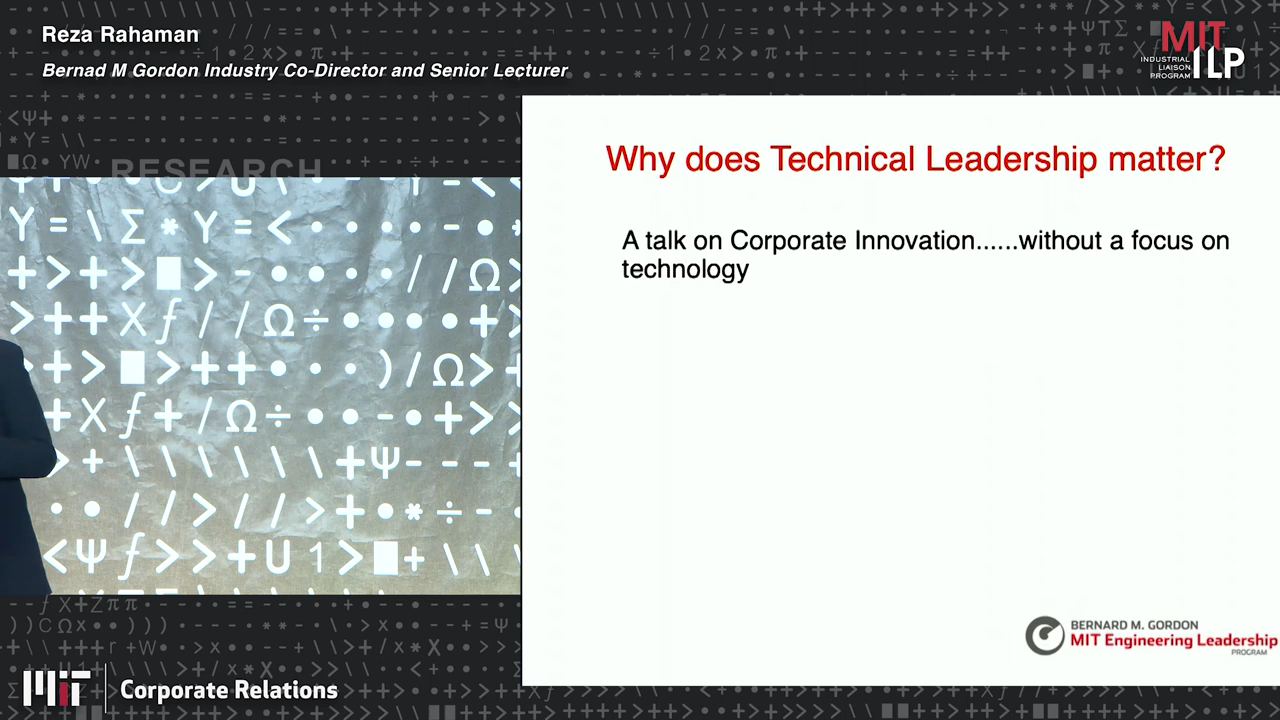 Reza Rahaman
Bernad M Gordon Industry Co-Director and Senior Lecturer
MIT
INDUSTRIAL
LIAISON
PROGRAM
ILP
RESEARCH
Why does Technical Leadership matter?
A talk on Corporate Innovation......without a focus on
technology
BERNARD M. GORDON
MIT Engineering Leadership
PROGRAM
MIT
Corporate Relations